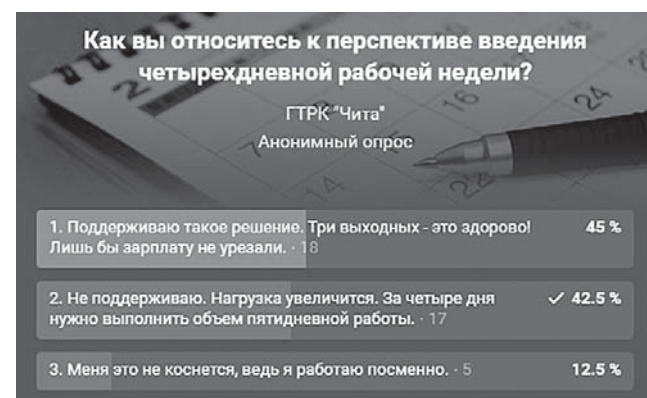 Как вы относитесь к перспективе введения
четырехдневной рабочей недели?
ГТРК "Чита"
Анонимный опрос
1. Поддерживаю такое решение. Три выходных - это здорово!
Лишь бы зарплату не урезали. · 18
45 %
2. Не поддерживаю. Нагрузка увеличится. За четыре дня
нужно выполнить объем пятидневной работы. · 17
✓ 42.5 %
3. Меня это не коснется, ведь я работаю посменно. · 5
12.5 %